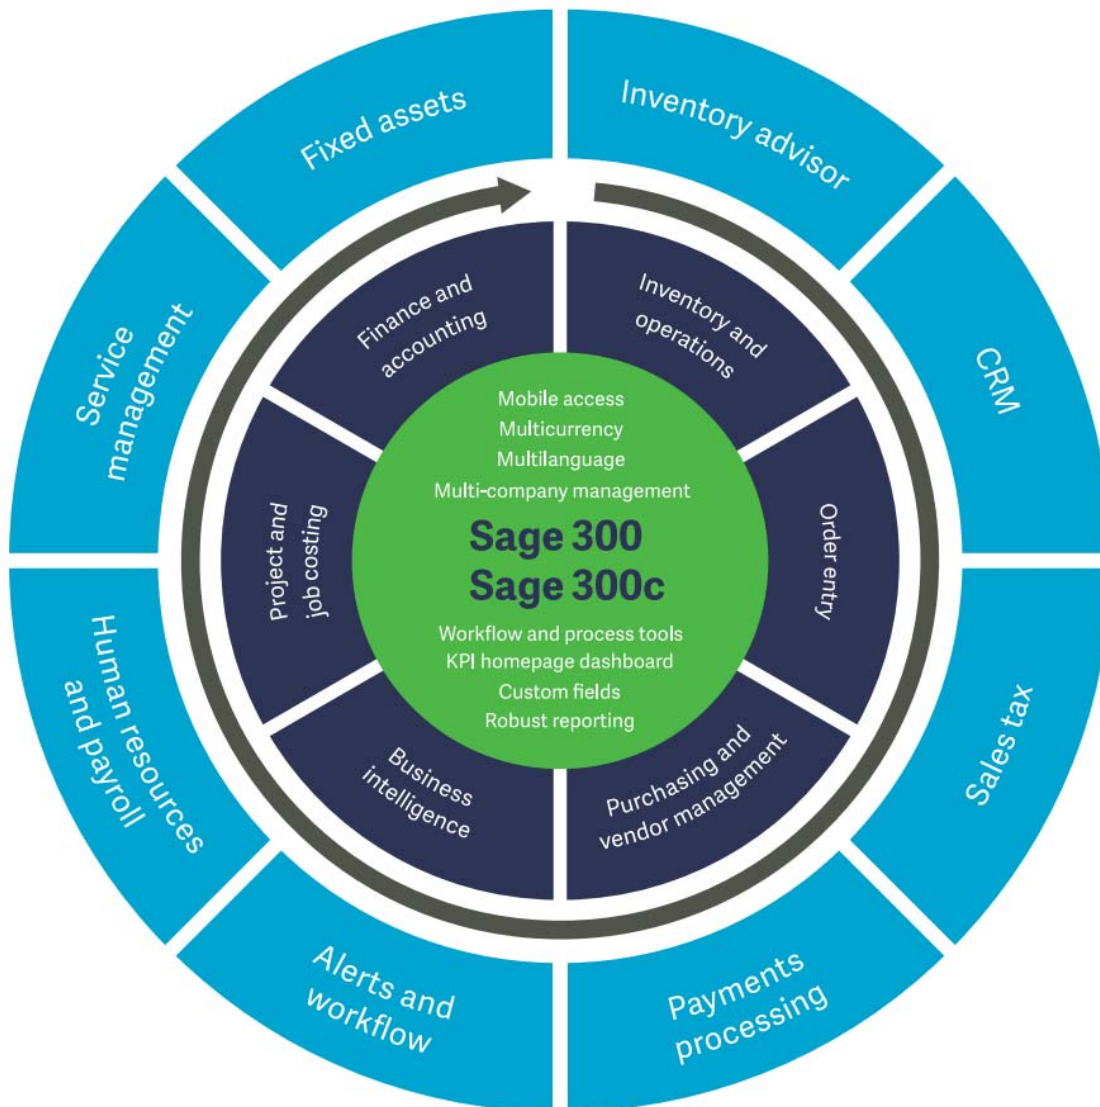 Fixed assets
Inventory advisor
CRM
Sales tax
Payments
processing
Alerts and
workflow
Human resources
and payroll
Service
management
Finance and
accounting
Inventory and
operations
Order entry
Purchasing and
vendor management
Business
intelligence
Project and
job costing
Mobile access
Multicurrency
Multilanguage
Multi-company management
Sage 300
Sage 300c
Workflow and process tools
KPI homepage dashboard
Custom fields
Robust reporting